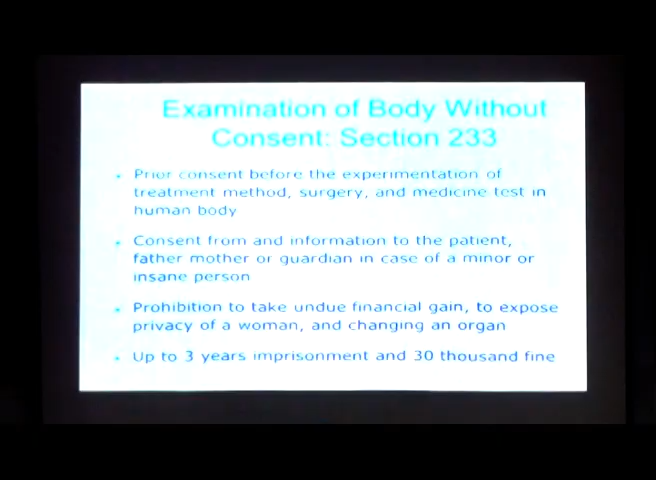 Examination of Body Without
Consent: Section 233
Prior consent before the experimentation of
treatment method, surgery, and medicine test in
human body
Consent from and information to the patient,
father mother or guardian in case of a minor or
insane person
Prohibition to take undue financial gain, to expose
privacy of a woman, and changing an organ
Up to 3 years imprisonment and 30 thousand fine